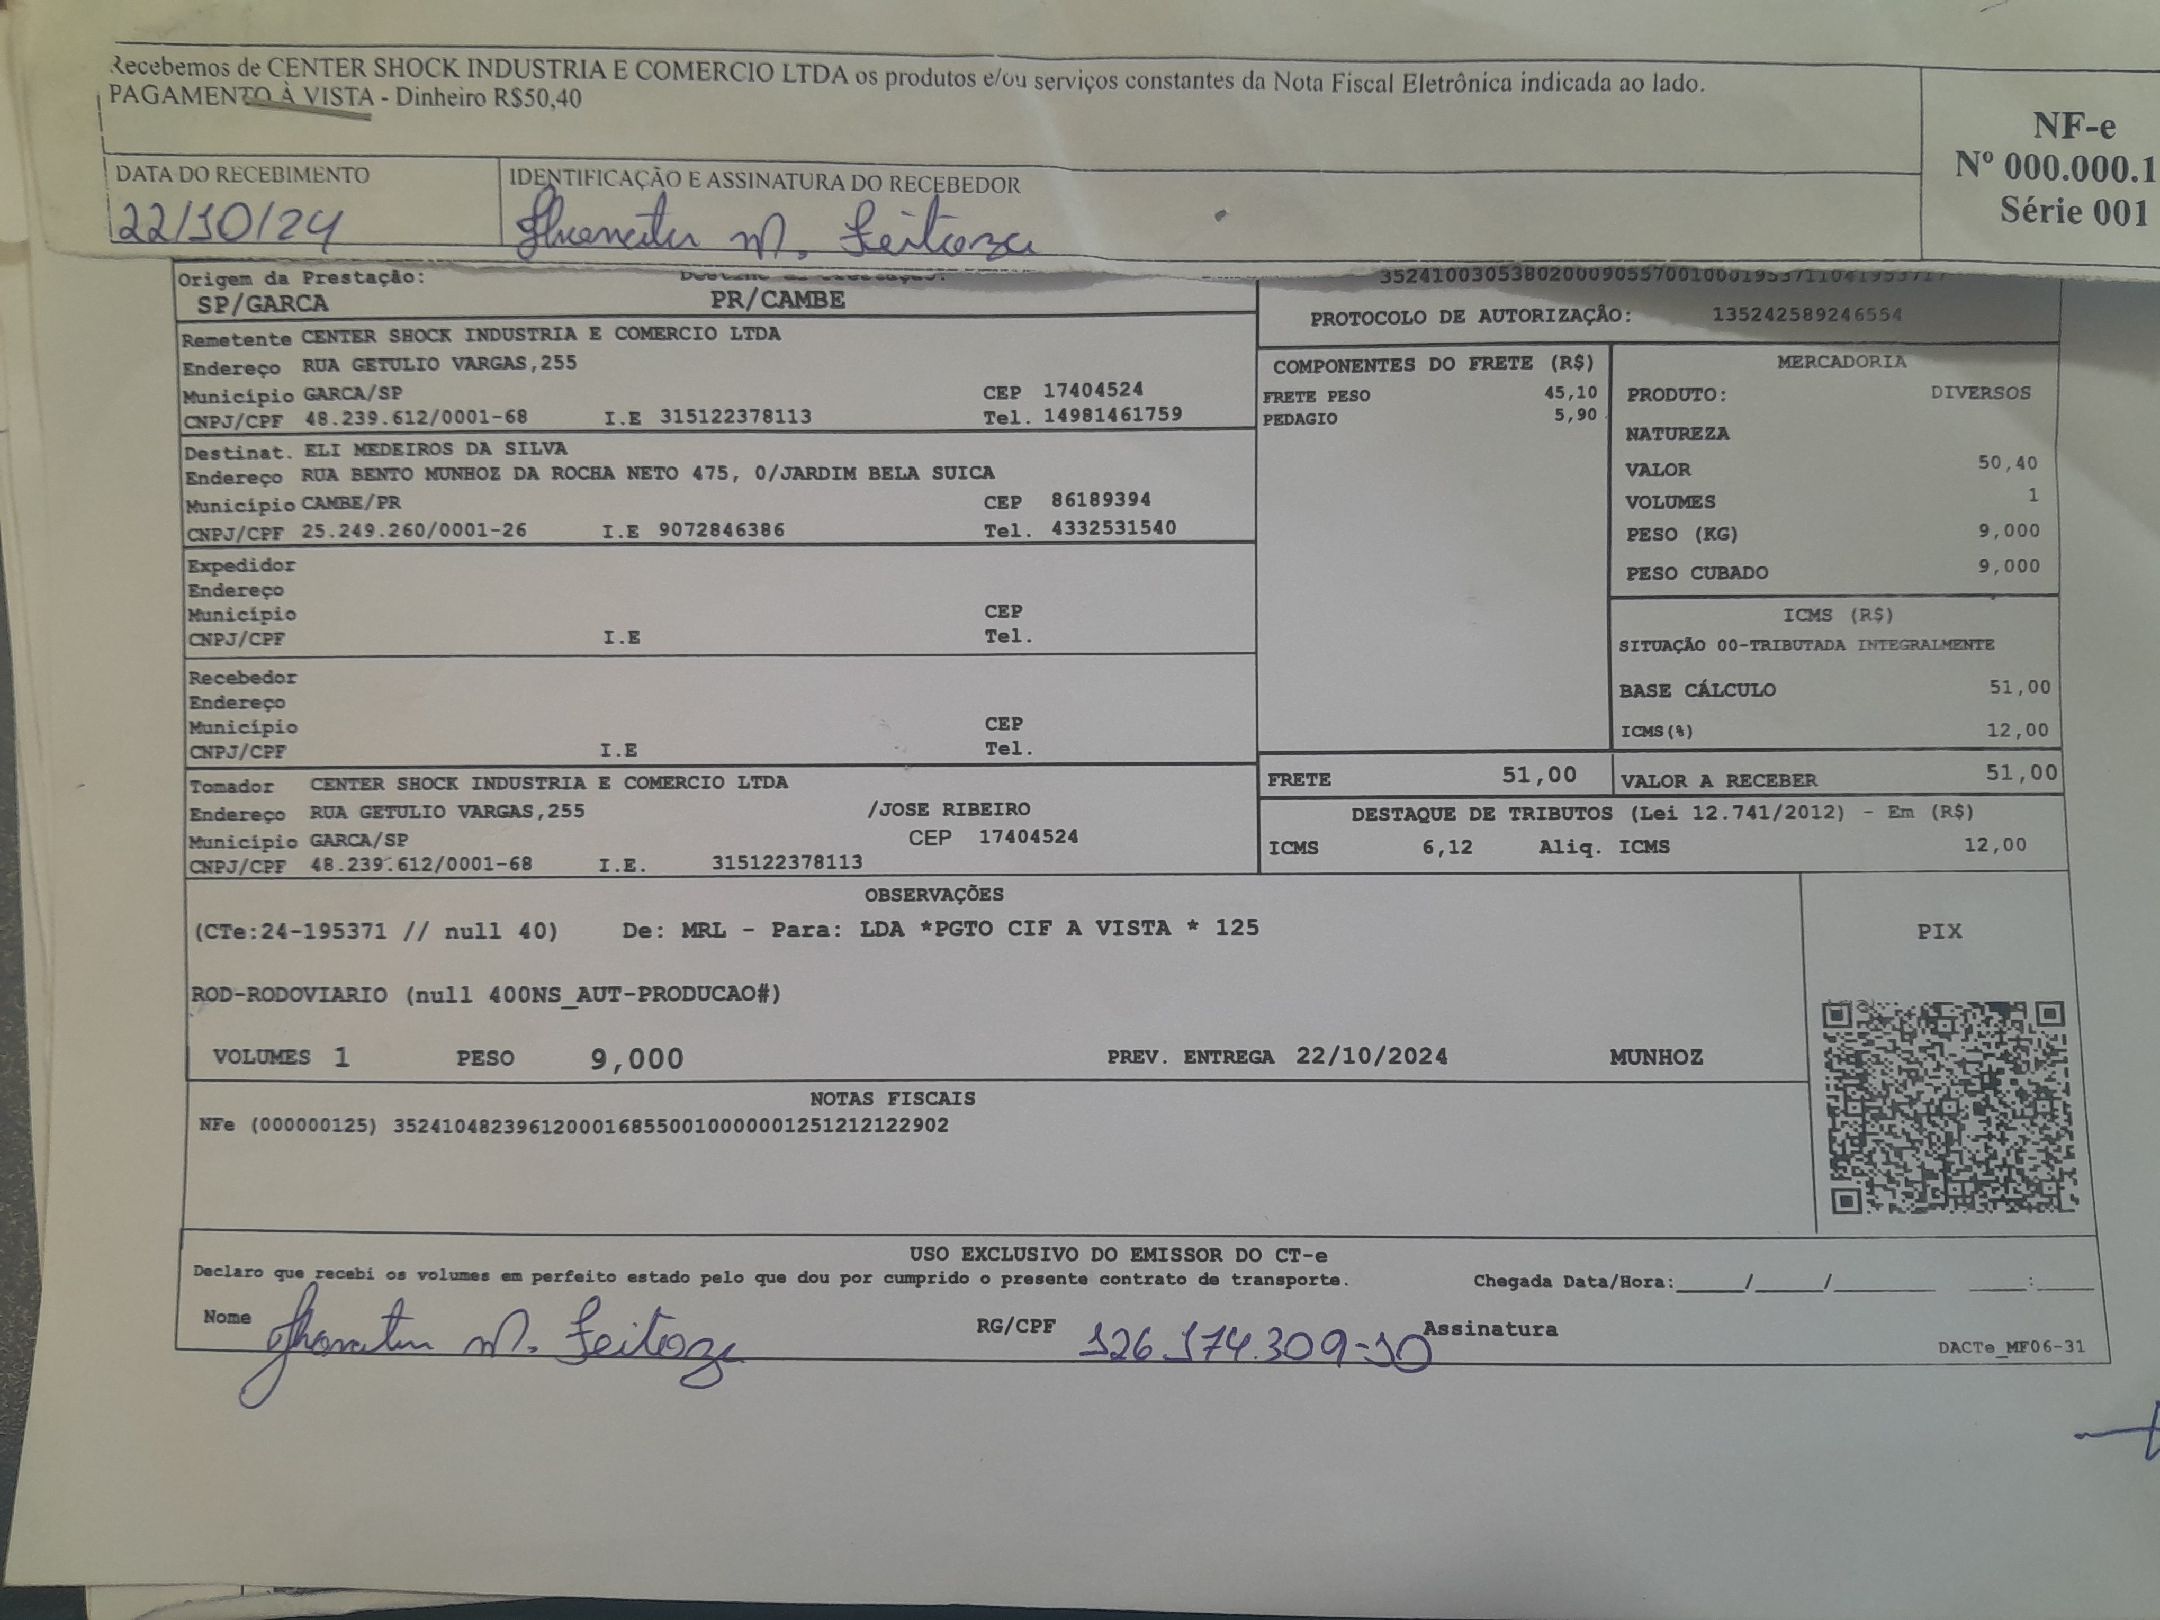 Recebemos de CENTER SHOCK INDUSTRIA E COMERCIO LTDA os produtos e/ou serviços constantes da Nota Fiscal Eletrônica indicada ao lado.
PAGAMENTO À VISTA - Dinheiro R$50,40
NF-e
Nº 000.000.1
Série 001
DATA DO RECEBIMENTO
22/10/24
IDENTIFICAÇÃO E ASSINATURA DO RECEBEDOR
M. Feitoza
Origem da Prestação:
SP/GARCA
PR/CAMBE
PROTOCOLO DE AUTORIZAÇÃO: 135242589246554
Remetente CENTER SHOCK INDUSTRIA E COMERCIO LTDA
Endereço RUA GETULIO VARGAS,255
Município GARCA/SP CEP 17404524
CNPJ/CPF 48.239.612/0001-68 I.E 315122378113 Tel. 14981461759
Destinat. ELI MEDEIROS DA SILVA
Endereço RUA BENTO MUNHOZ DA ROCHA NETO 475, 0/JARDIM BELA SUICA
Município CAMBE/PR CEP 86189394
CNPJ/CPF 25.249.260/0001-26 I.E 9072846386 Tel. 4332531540
Expedidor
Endereço
Município CEP
CNPJ/CPF I.E Tel.
Recebedor
Endereço
Município CEP
CNPJ/CPF I.E Tel.
Tomador CENTER SHOCK INDUSTRIA E COMERCIO LTDA
Endereço RUA GETULIO VARGAS,255 /JOSE RIBEIRO
Município GARCA/SP CEP 17404524
CNPJ/CPF 48.239.612/0001-68 I.E. 315122378113
COMPONENTES DO FRETE (R$)
FRETE PESO 45,10
PEDAGIO 5,90
MERCADORIA
PRODUTO: DIVERSOS
NATUREZA
VALOR 50,40
VOLUMES 1
PESO (KG) 9,000
PESO CUBADO 9,000
ICMS (R$)
SITUAÇÃO 00-TRIBUTADA INTEGRALMENTE
BASE CÁLCULO 51,00
ICMS(%) 12,00
FRETE 51,00
VALOR A RECEBER 51,00
DESTAQUE DE TRIBUTOS (Lei 12.741/2012) - Em (R$)
ICMS 6,12 Aliq. ICMS 12,00
OBSERVAÇÕES
(CTe:24-195371 // null 40) De: MRL - Para: LDA *PGTO CIF A VISTA * 125
ROD-RODOVIARIO (null 400NS_AUT-PRODUCAO#)
VOLUMES 1 PESO 9,000 PREV. ENTREGA 22/10/2024 MUNHOZ
PIX
NOTAS FISCAIS
NFe (000000125) 35241048239612000168550010000001251212122902
USO EXCLUSIVO DO EMISSOR DO CT-e
Declaro que recebi os volumes em perfeito estado pelo que dou por cumprido o presente contrato de transporte. Chegada Data/Hora:____/____/______ ___:___
Nome M. Feitoza RG/CPF 126.174.309-10 Assinatura
DACTe_MF06-31